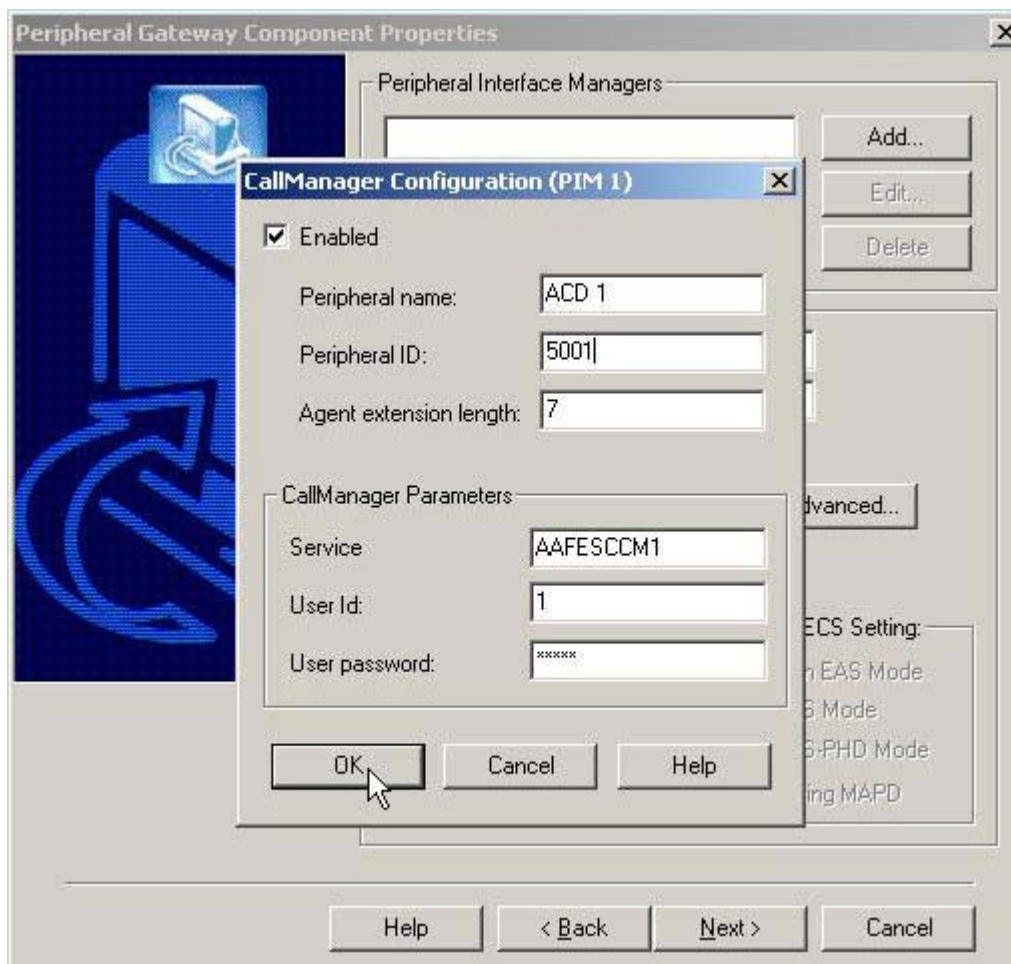 Peripheral Gateway Component Properties
Peripheral Interface Managers
Add...
Edit...
Delete
CallManager Configuration (PIM 1)
Enabled
Peripheral name: ACD 1
Peripheral ID: 5001
Agent extension length: 7
CallManager Parameters
Service AAFESCCM1
User Id: 1
User password: *****
OK Cancel Help
dvanced...
ECS Setting:
n EAS Mode
S Mode
S-PHD Mode
ing MAPD
Help < Back Next > Cancel